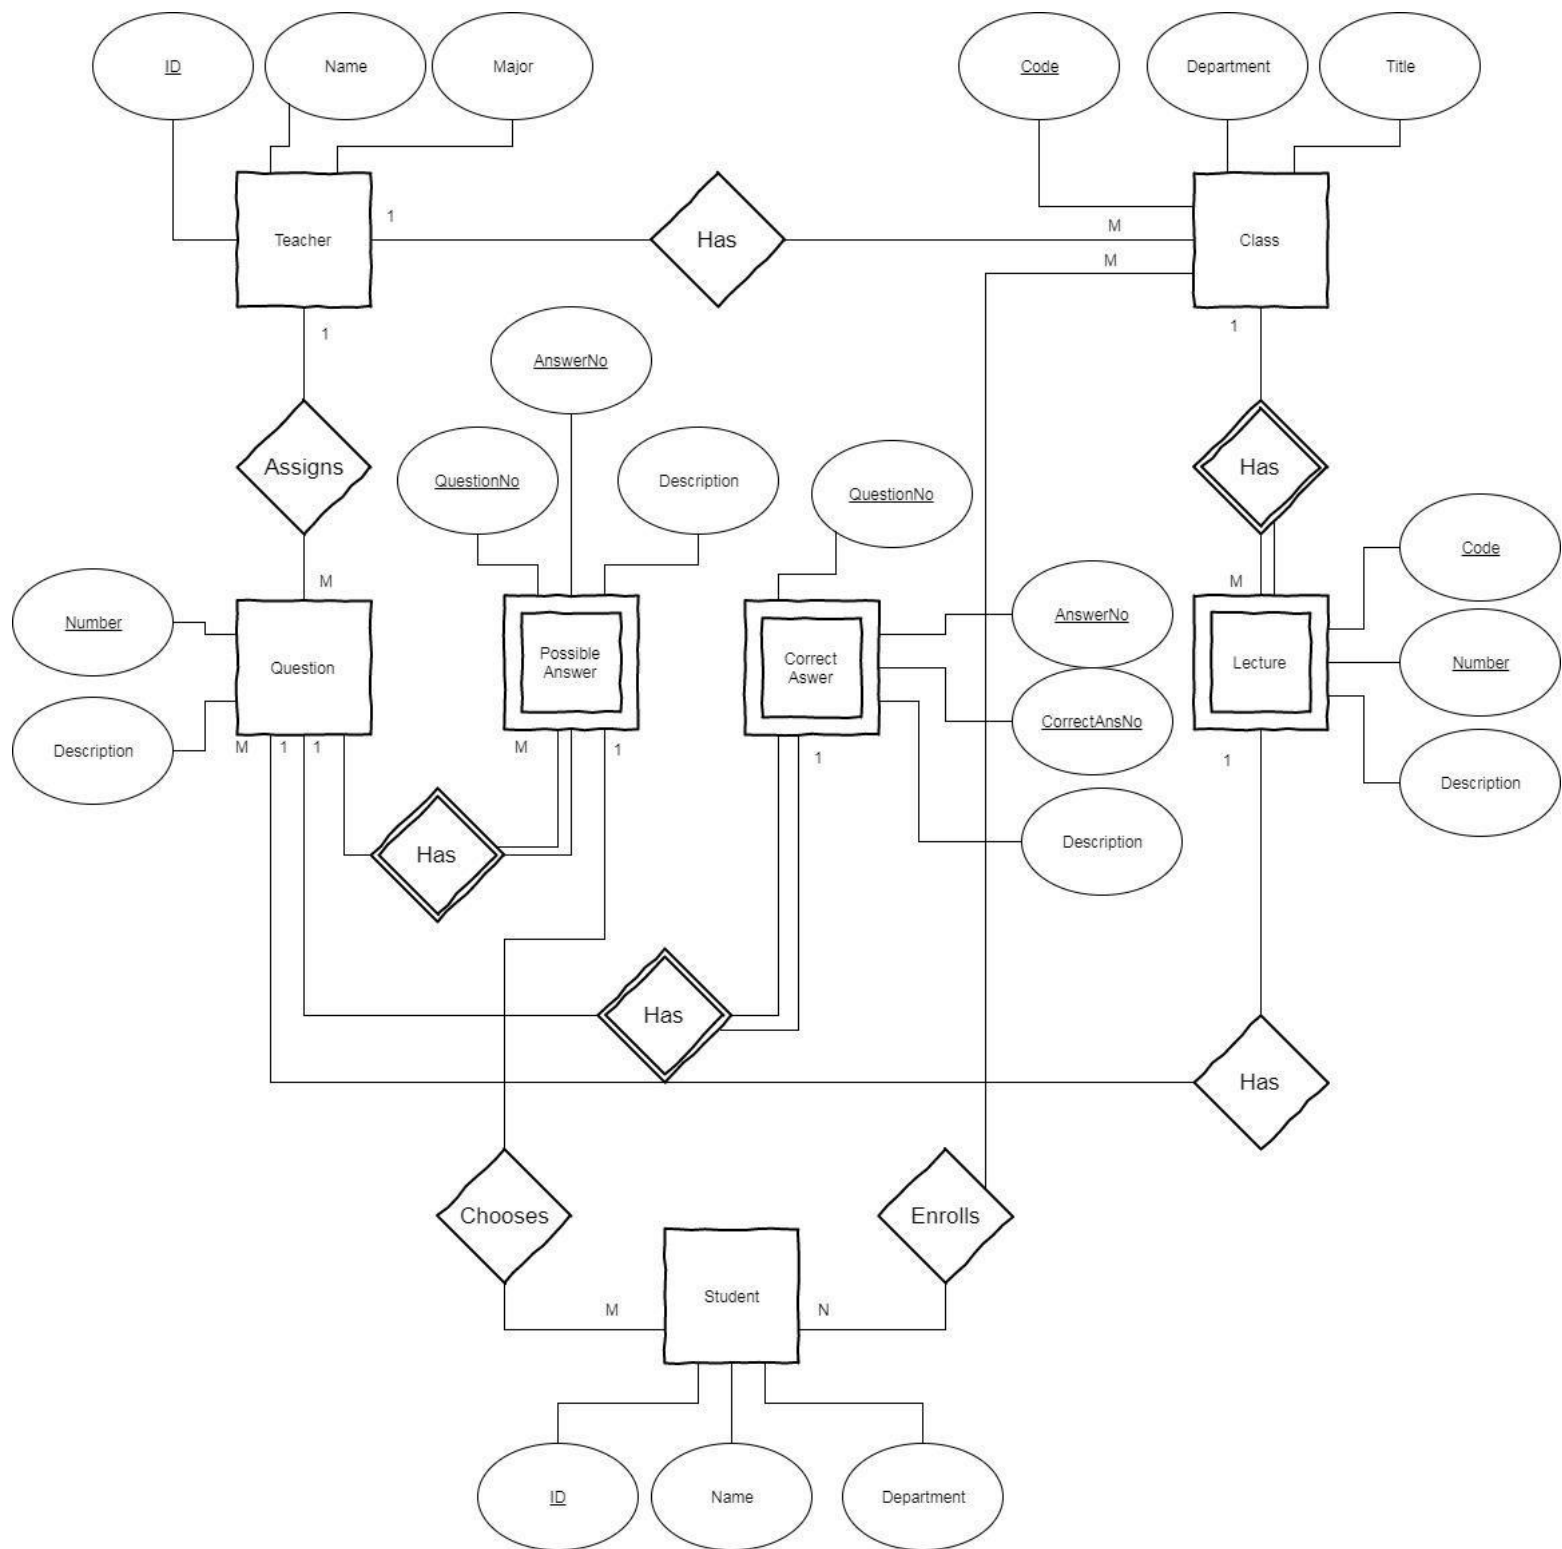 ID
Name
Major
Code
Department
Title
1
Has
M
Teacher
Class
M
1
1
AnswerNo
Assigns
Has
QuestionNo
Description
QuestionNo
Code
M
M
Number
AnswerNo
Question
Possible
Answer
Correct
Aswer
Lecture
Number
CorrectAnsNo
Description
M
1
1
M
1
1
1
Description
Has
Description
Has
Has
Chooses
Enrolls
Student
M
N
ID
Name
Department